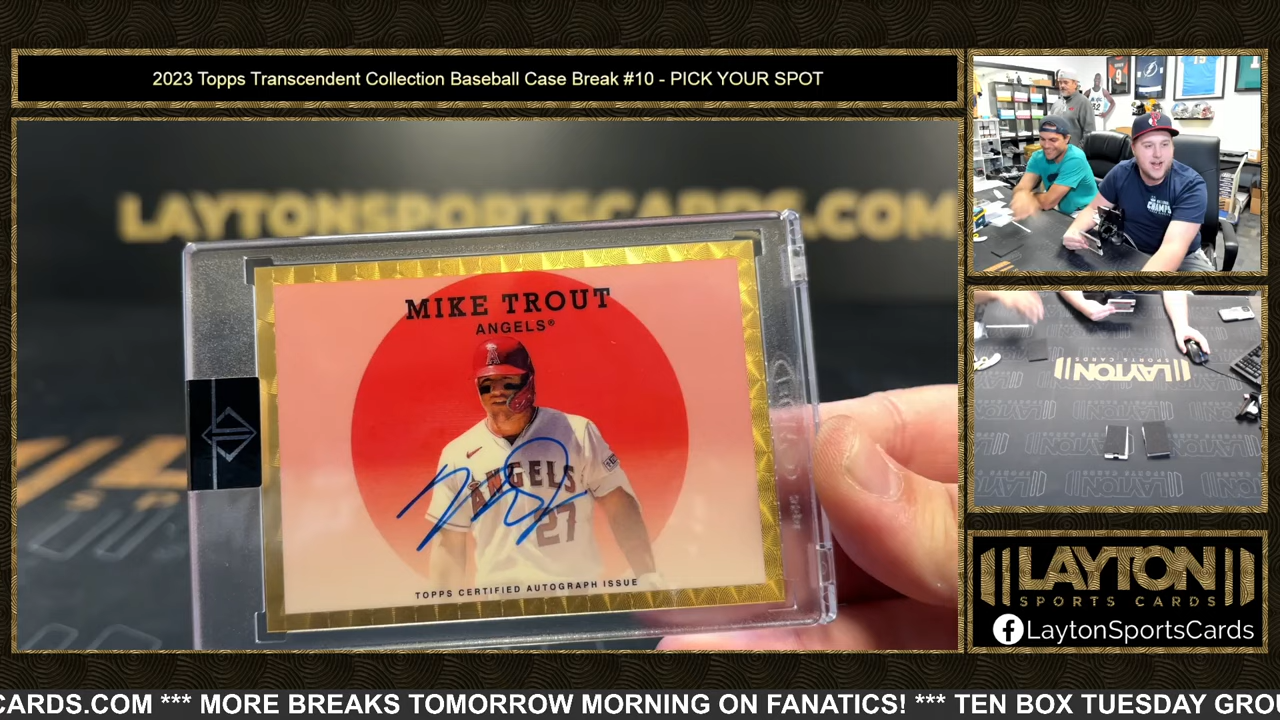 2023 Topps Transcendent Collection Baseball Case Break #10 - PICK YOUR SPOT
LAYTONSPORTSCARDS.COM
MIKE TROUT
ANGELS®
A
ANGELS
27
TOPPS CERTIFIED AUTOGRAPH ISSUE
LAYTON
LAYTON
SPORTS CARDS
LaytonSportsCards
CARDS.COM *** MORE BREAKS TOMORROW MORNING ON FANATICS! *** TEN BOX TUESDAY GROU